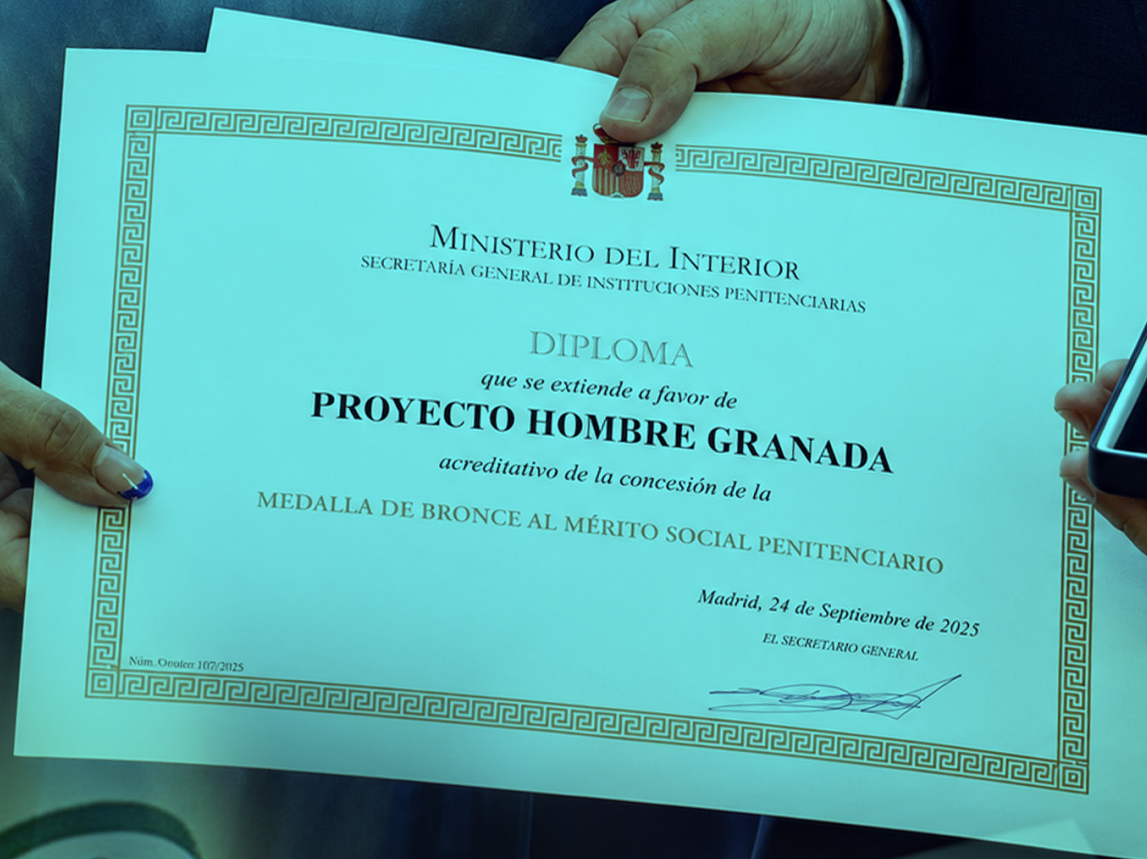 MINISTERIO DEL INTERIOR
SECRETARÍA GENERAL DE INSTITUCIONES PENITENCIARIAS
DIPLOMA
que se extiende a favor de
PROYECTO HOMBRE GRANADA
acreditativo de la concesión de la
MEDALLA DE BRONCE AL MÉRITO SOCIAL PENITENCIARIO
Madrid, 24 de Septiembre de 2025
EL SECRETARIO GENERAL
Núm. 107/2025